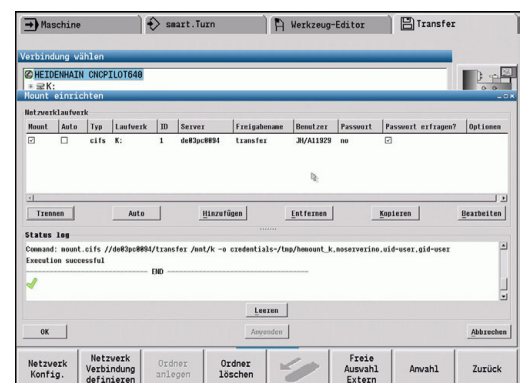 Maschine smart.Turn Werkzeug-Editor Transfer
Verbindung wählen
HEIDENHAIN CNCPILOT640
K:
Mount einrichten
Netzwerklaufwerk
Mount Auto Typ Laufwerk ID Server Freigabename Benutzer Passwort Passwort erfragen? Optionen
cifs K: 1 de03pc0094 transfer JH/A11929 no
Trennen Auto Hinzufügen Entfernen Kopieren Bearbeiten
Status log
Command: mount.cifs //de03pc0094/transfer /mnt/k -o credentials=/tmp/hemount_k,noserverino,uid=user,gid=user
Execution successful
END
Leeren
OK Anwenden Abbrechen
Netzwerk Konfig. Netzwerk Verbindung definieren Ordner anlegen Ordner löschen Freie Auswahl Extern Anwahl Zurück